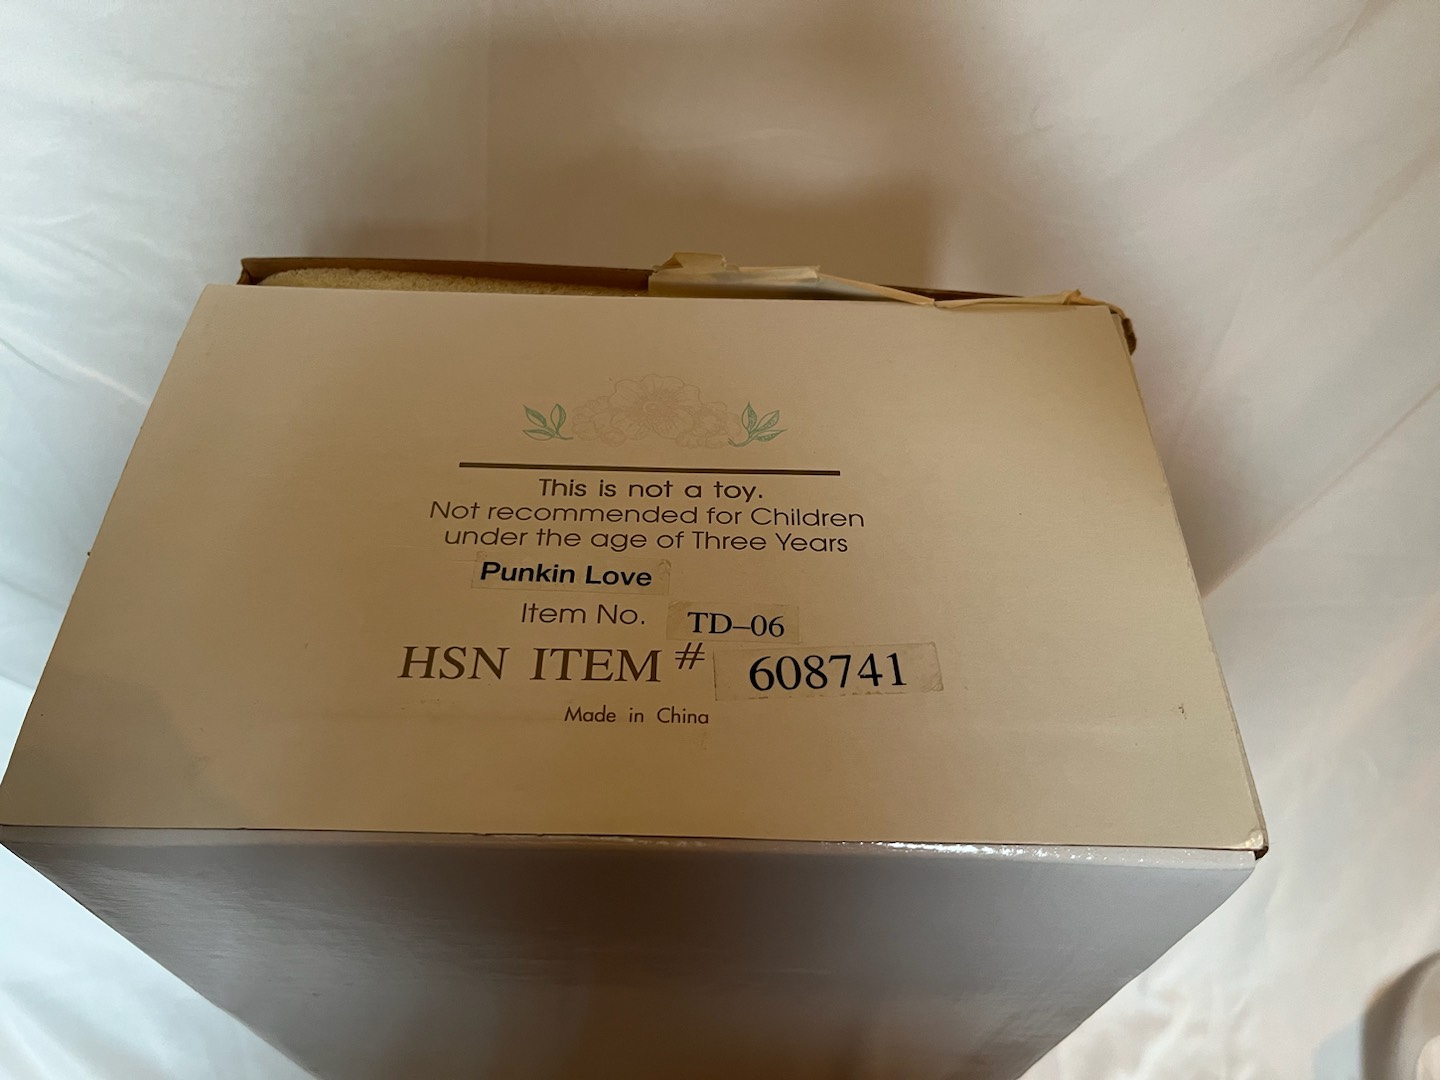 This is not a toy.
Not recommended for Children
under the age of Three Years
Punkin Love
Item No. TD-06
HSN ITEM # 608741
Made in China